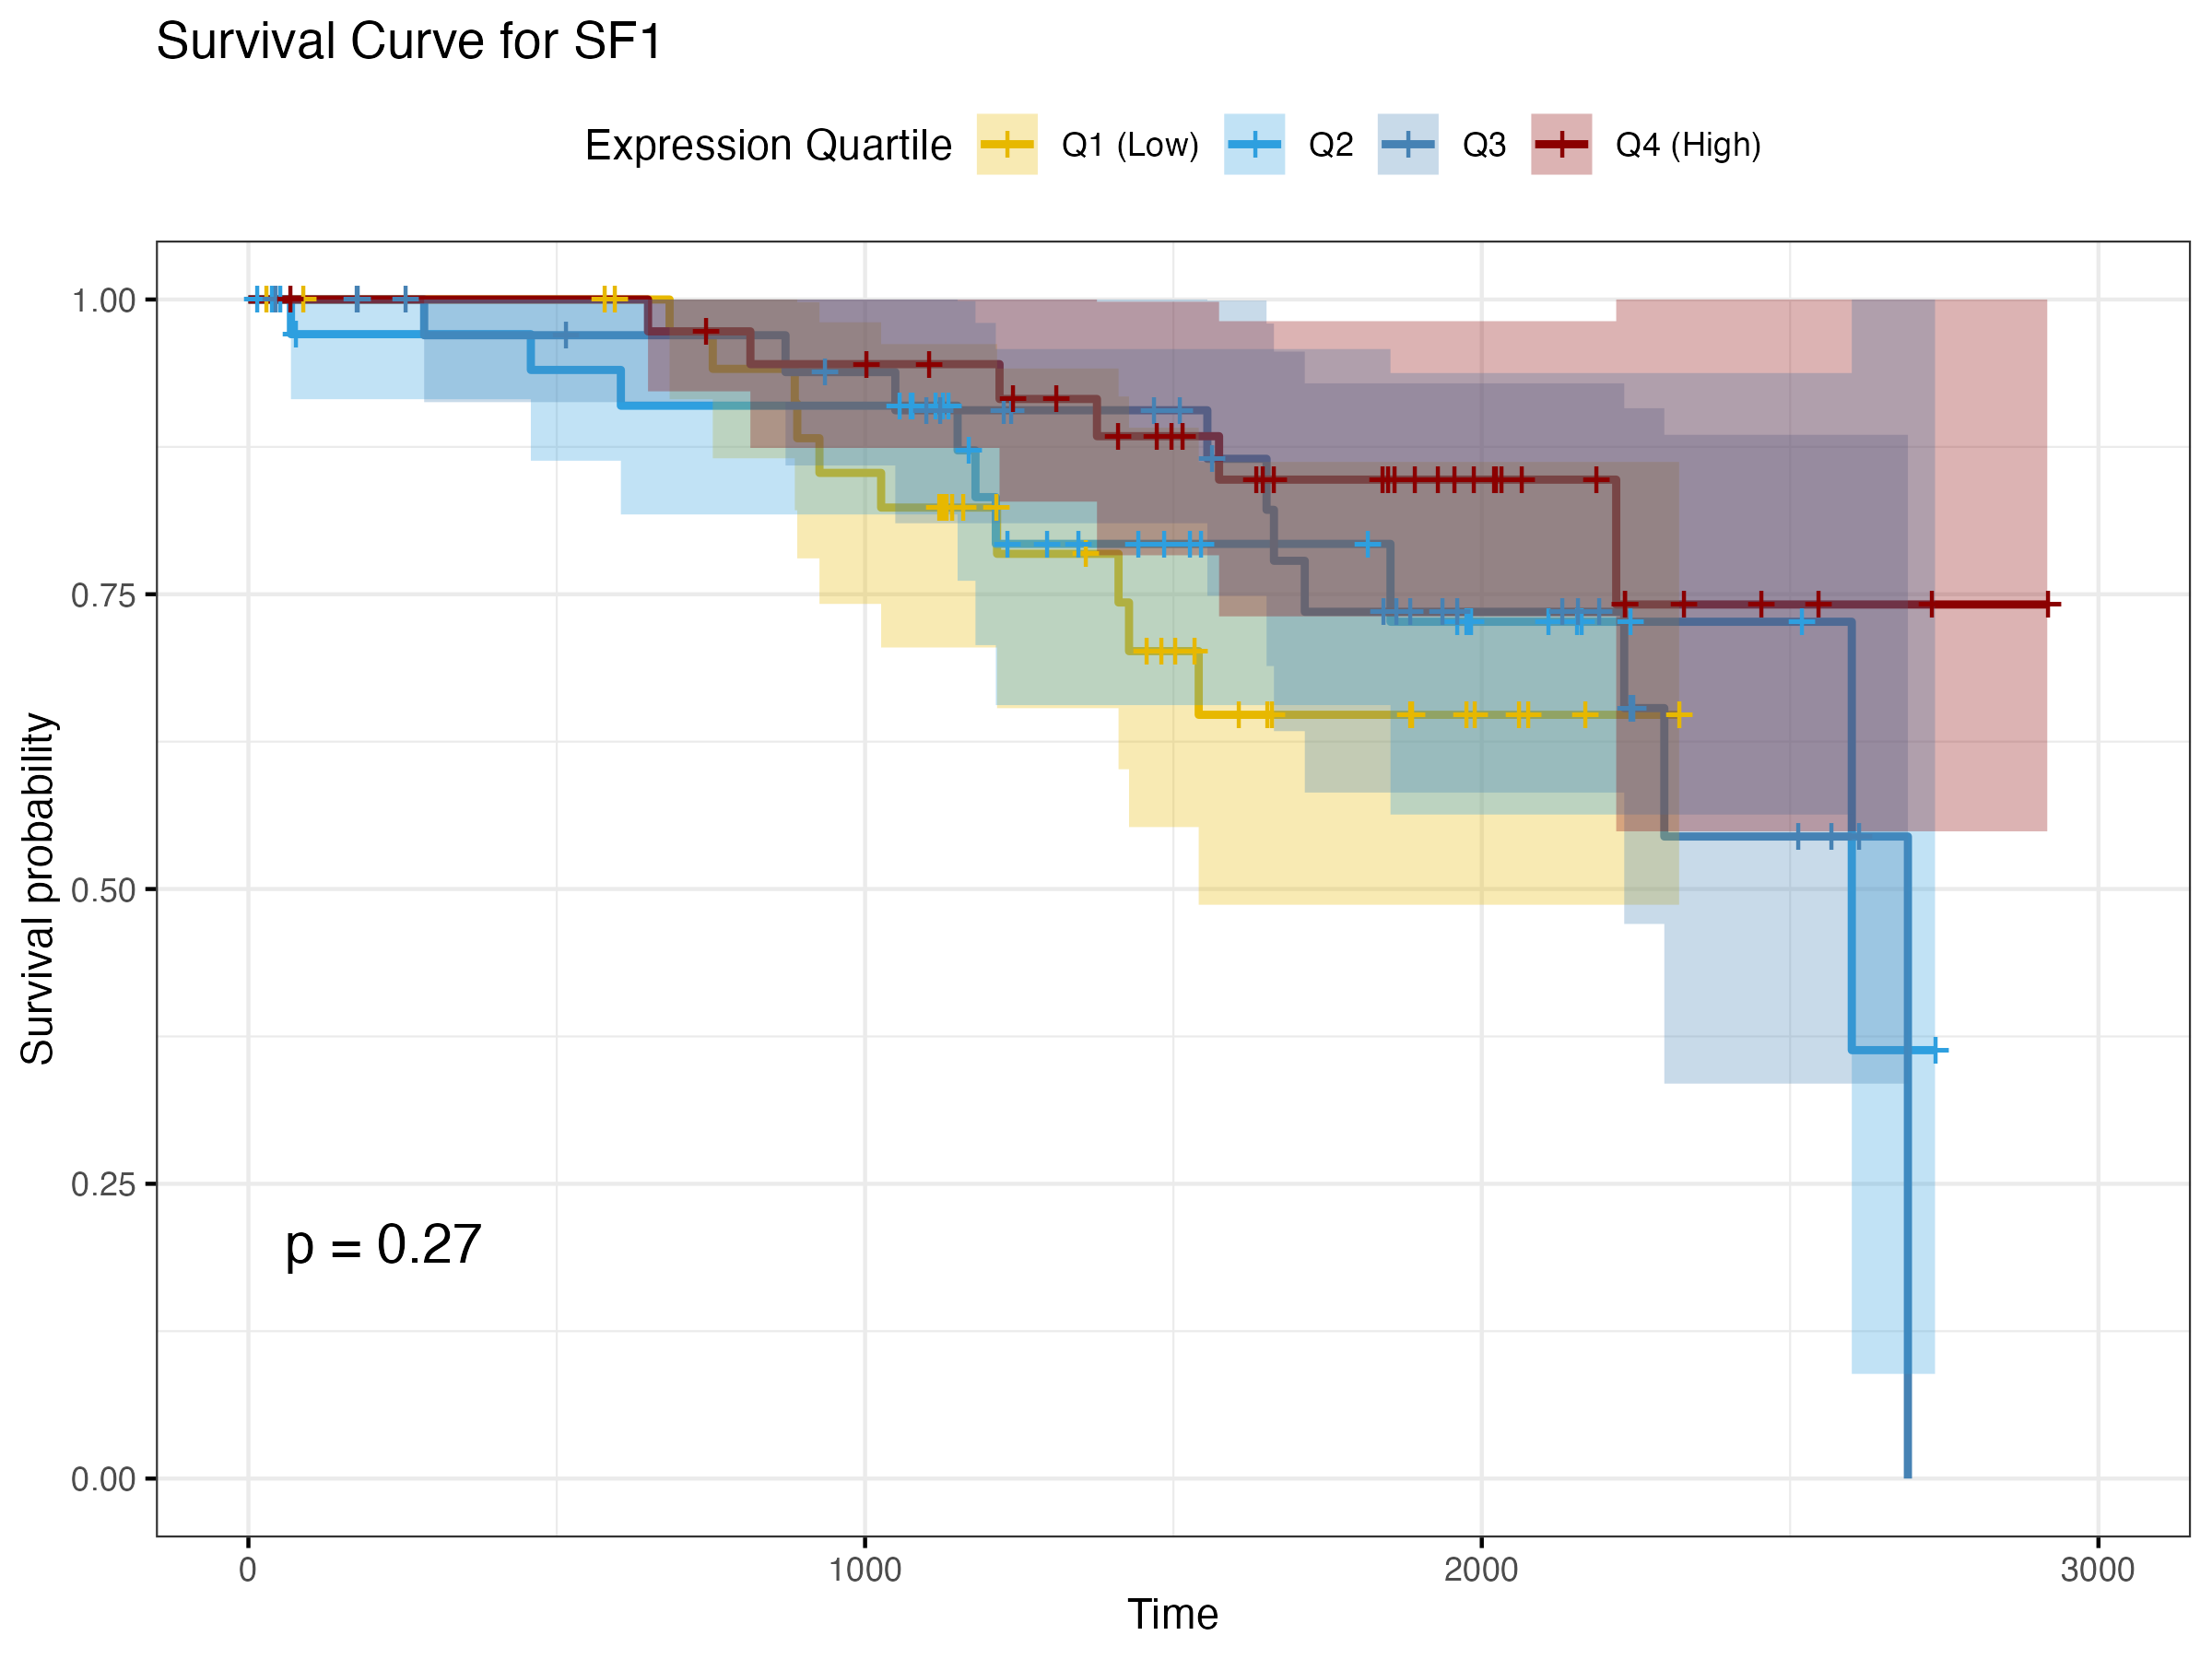 Survival Curve for SF1
Expression Quartile Q1 (Low) Q2 Q3 Q4 (High)
1.00
0.75
0.50
0.25
0.00
Survival probability
p = 0.27
0 1000 2000 3000
Time